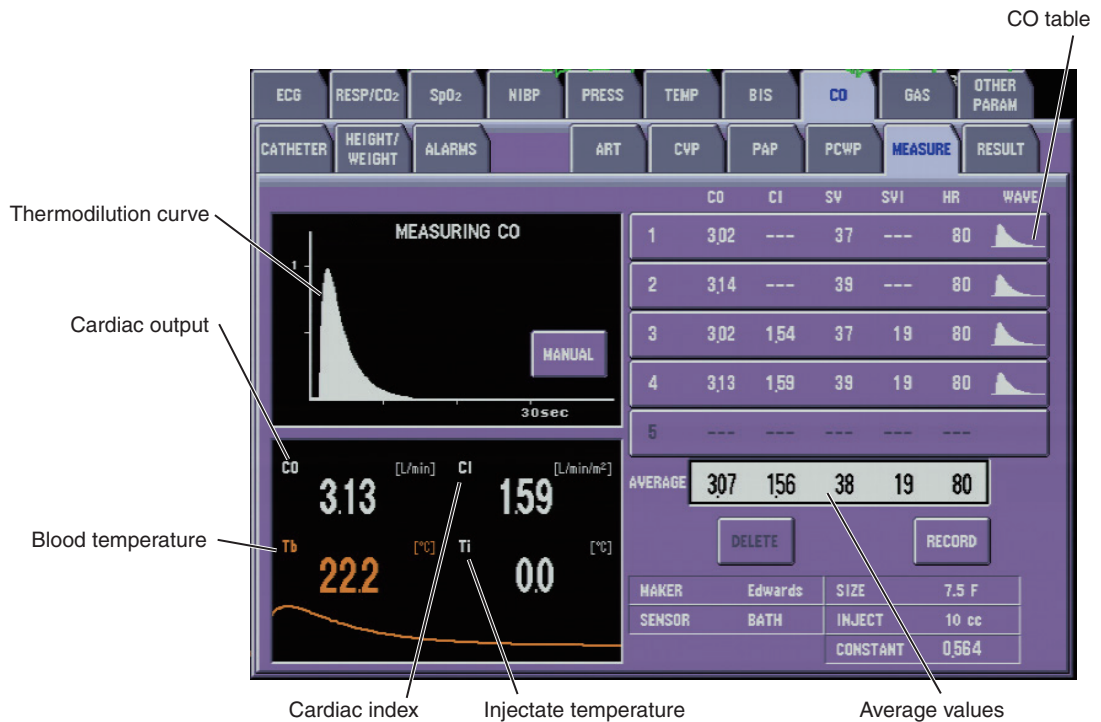 CO table
ECG RESP/CO2 SpO2 NIBP PRESS TEMP BIS CO GAS OTHER PARAM
CATHETER HEIGHT/ WEIGHT ALARMS ART CVP PAP PCWP MEASURE RESULT
CO CI SV SVI HR WAVE
Thermodilution curve
MEASURING CO
1
MANUAL
30sec
1 3.02 --- 37 --- 80
2 3.14 --- 39 --- 80
3 3.02 1.54 37 19 80
4 3.13 1.59 39 19 80
5 --- --- --- --- ---
AVERAGE 3.07 1.56 38 19 80
DELETE RECORD
Cardiac output
CO [L/min] 3.13
CI [L/min/m²] 1.59
Blood temperature
Tb [°C] 22.2
Ti [°C] 0.0
MAKER Edwards SIZE 7.5 F
SENSOR BATH INJECT 10 cc
CONSTANT 0.564
Cardiac index
Injectate temperature
Average values